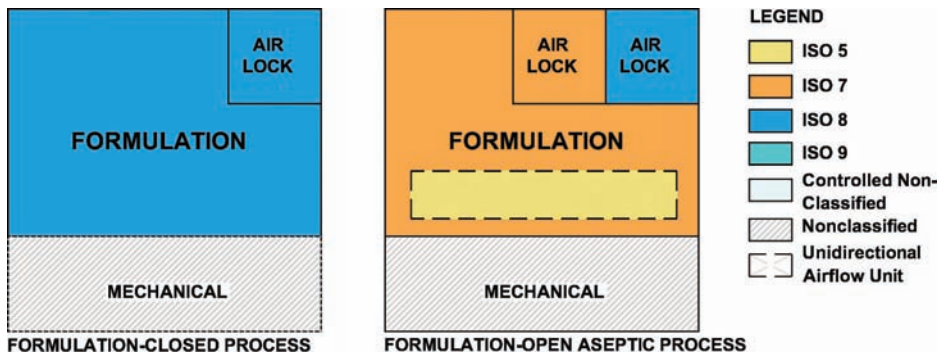 AIR
LOCK
FORMULATION
MECHANICAL
FORMULATION-CLOSED PROCESS
AIR
LOCK
AIR
LOCK
FORMULATION
MECHANICAL
FORMULATION-OPEN ASEPTIC PROCESS
LEGEND
ISO 5
ISO 7
ISO 8
ISO 9
Controlled Non-
Classified
Nonclassified
Unidirectional
Airflow Unit